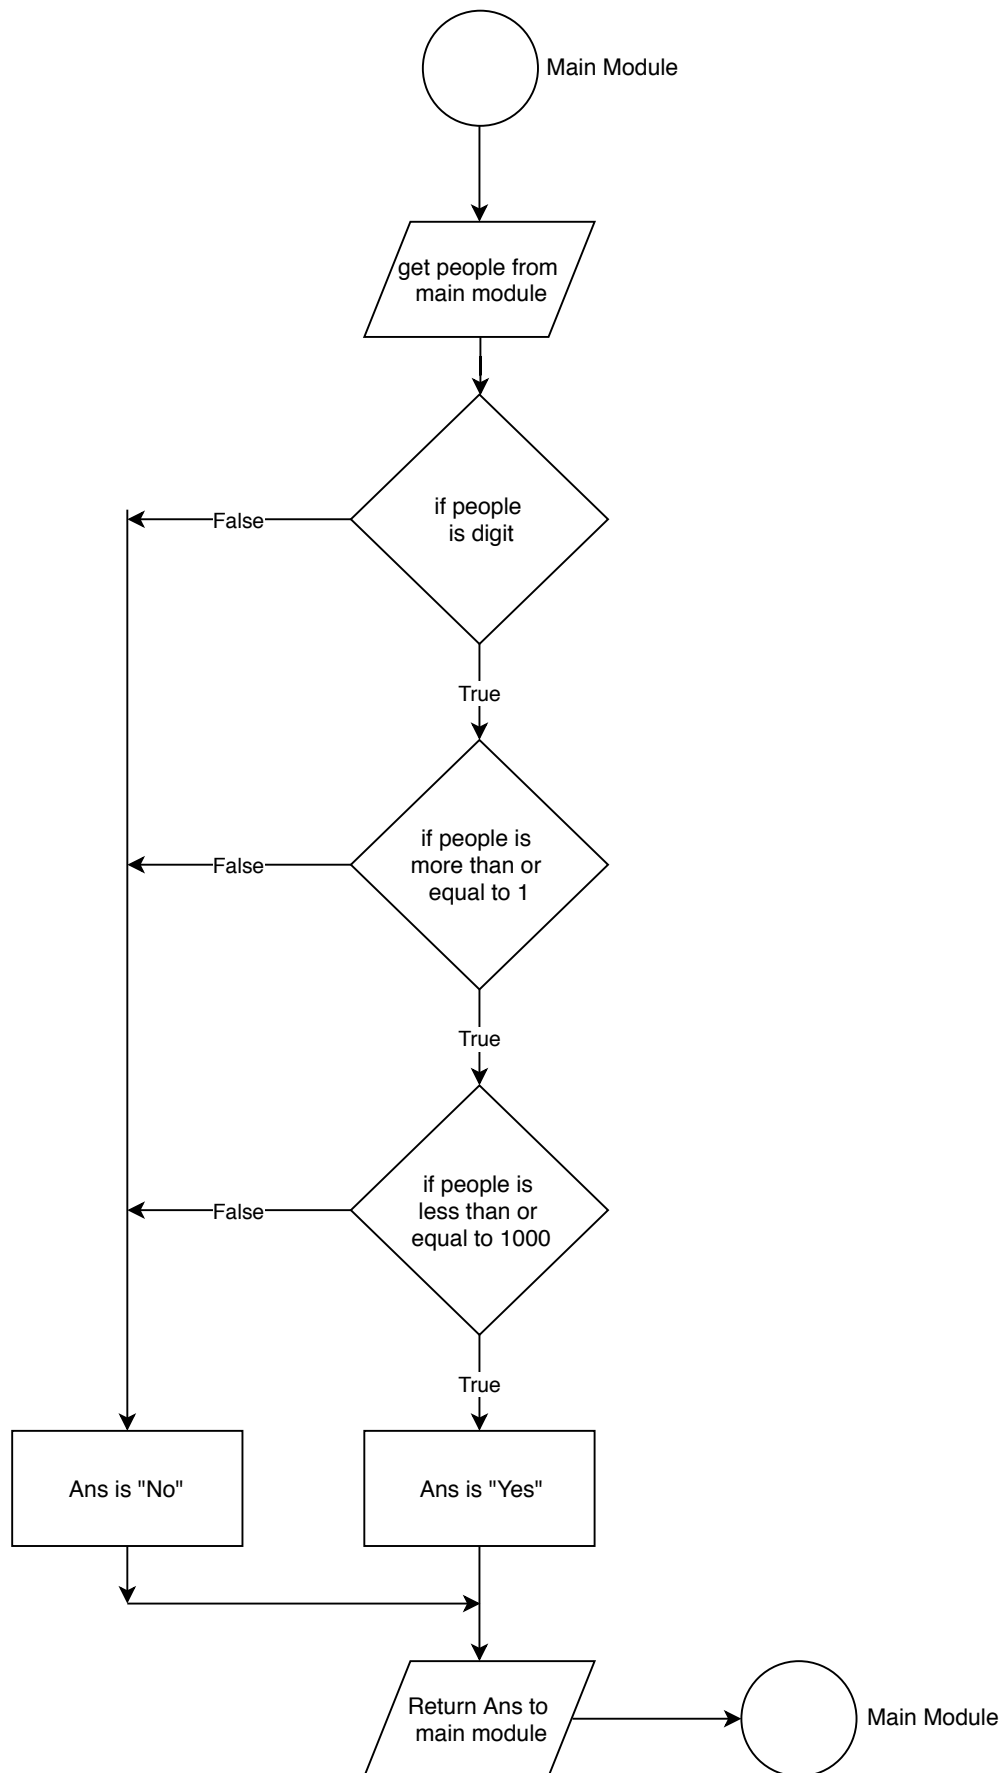 Main Module
get people from
main module
if people
is digit
False
True
if people is
more than or
equal to 1
False
True
if people is
less than or
equal to 1000
False
True
Ans is "No"
Ans is "Yes"
Return Ans to
main module
Main Module